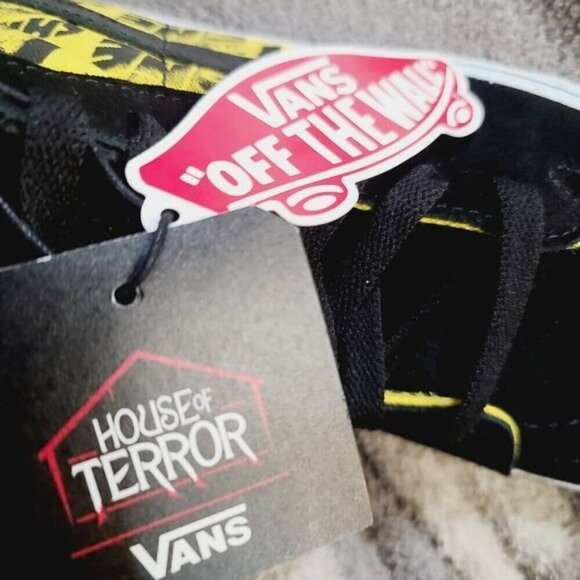 VANS
"OFF THE WALL"
HOUSE OF
TERROR
VANS